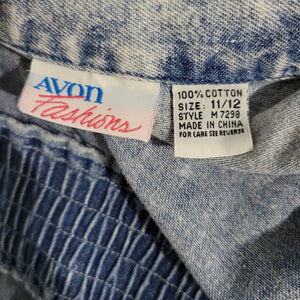 AVON
Fashions
100% COTTON
SIZE: 11/12
STYLE M7298
MADE IN CHINA
FOR CARE SEE REVERSE